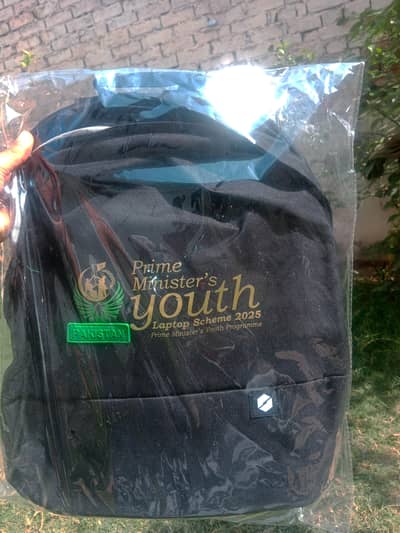 Prime
Minister's
youth
Laptop Scheme 2025
Prime Minister's Youth Programme
PAKISTAN